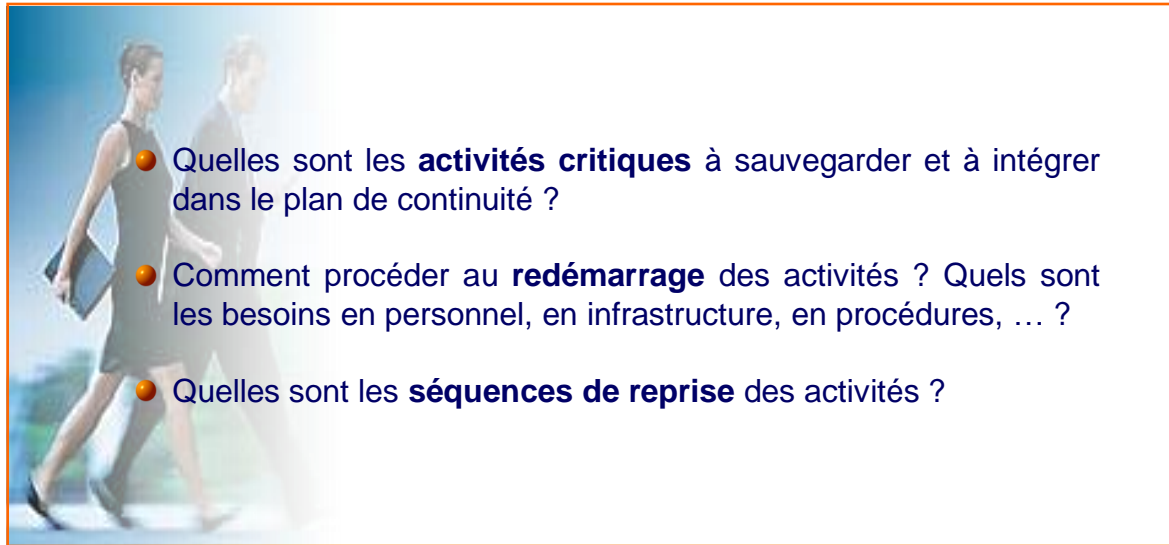 Quelles sont les activités critiques à sauvegarder et à intégrer
dans le plan de continuité ?
Comment procéder au redémarrage des activités ? Quels sont
les besoins en personnel, en infrastructure, en procédures, … ?
Quelles sont les séquences de reprise des activités ?